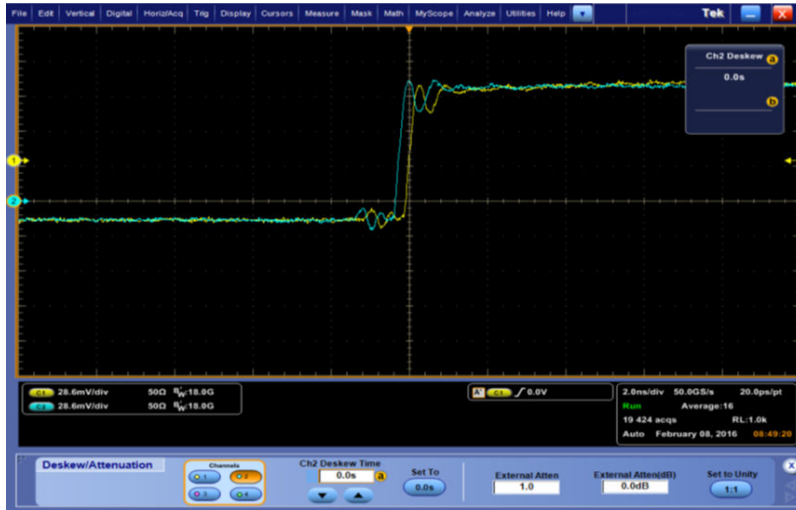 File Edit Vertical Digital Horiz/Acq Trig Display Cursors Measure Mask Math MyScope Analyze Utilities Help Tek X
Ch2 Deskew a
0.0s
b
1
2
C1 28.6mV/div 50Ω BW:18.0G
C2 28.6mV/div 50Ω BW:18.0G
A' C1 / 0.0V
2.0ns/div 50.0GS/s 20.0ps/pt
Run Average:16
19 424 acqs RL:1.0k
Auto February 08, 2016 08:49:20
Deskew/Attenuation
Channels
1 2
3 4
Ch2 Deskew Time
0.0s a
Set To
0.0s
External Atten
1.0
External Atten(dB)
0.0dB
Set to Unity
1:1
X